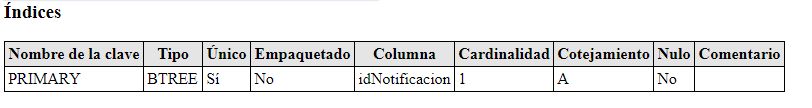 Índices
Nombre de la clave Tipo Único Empaquetado Columna Cardinalidad Cotejamiento Nulo Comentario
PRIMARY BTREE Sí No idNotificacion 1 A No